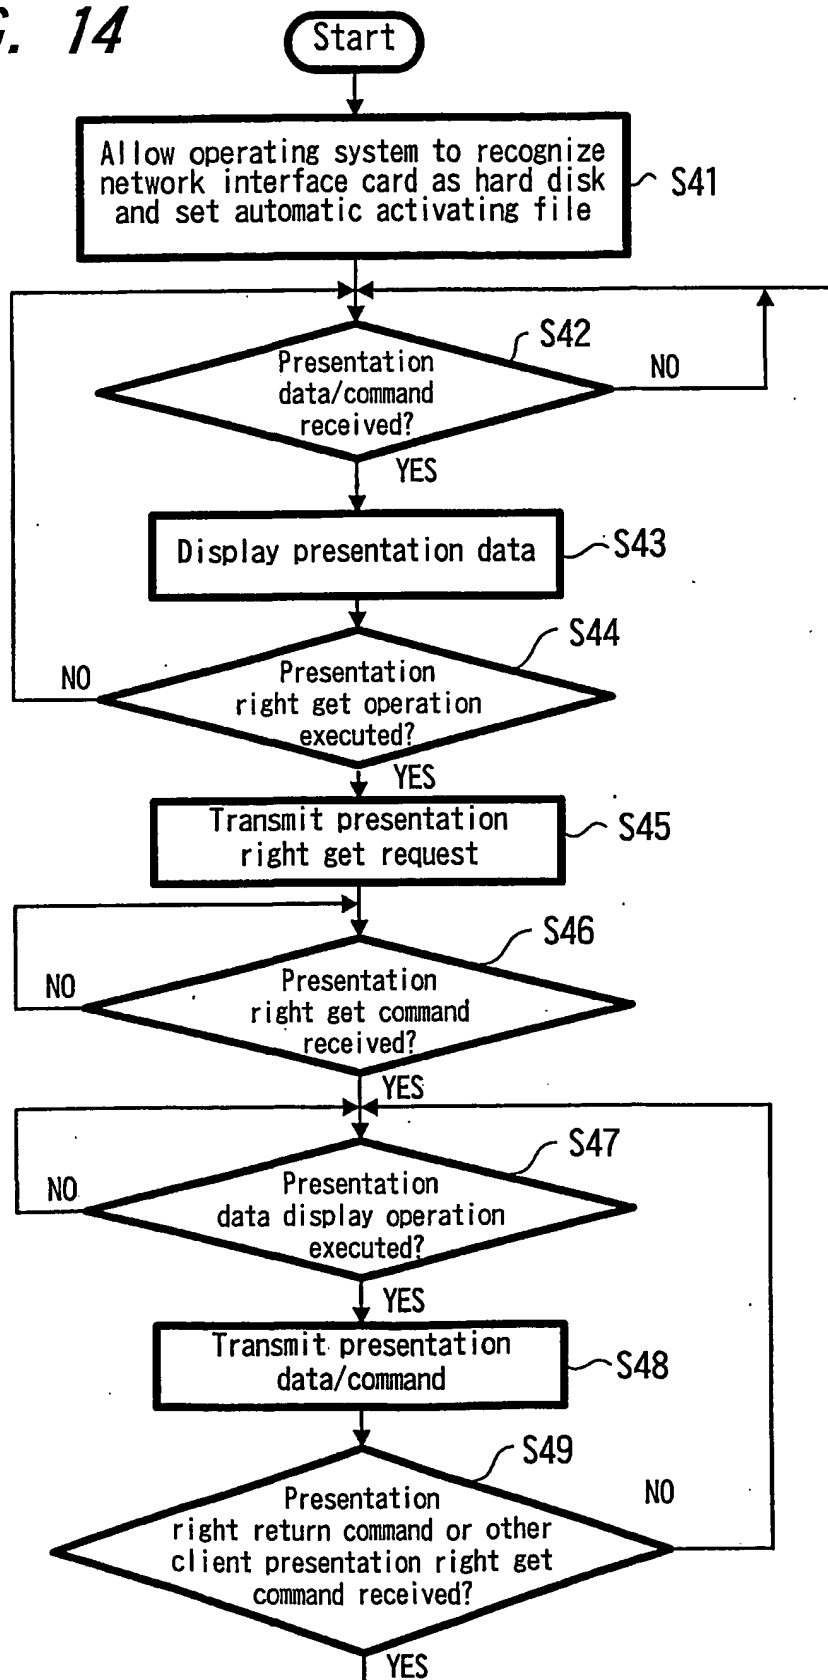 G. 14
Start
Allow operating system to recognize
network interface card as hard disk
and set automatic activating file
S41
S42
Presentation
data/command
received?
NO
YES
Display presentation data
S43
S44
Presentation
right get operation
executed?
NO
YES
Transmit presentation
right get request
S45
S46
Presentation
right get command
received?
NO
YES
S47
Presentation
data display operation
executed?
NO
YES
Transmit presentation
data/command
S48
S49
Presentation
right return command or other
client presentation right get
command received?
NO
YES